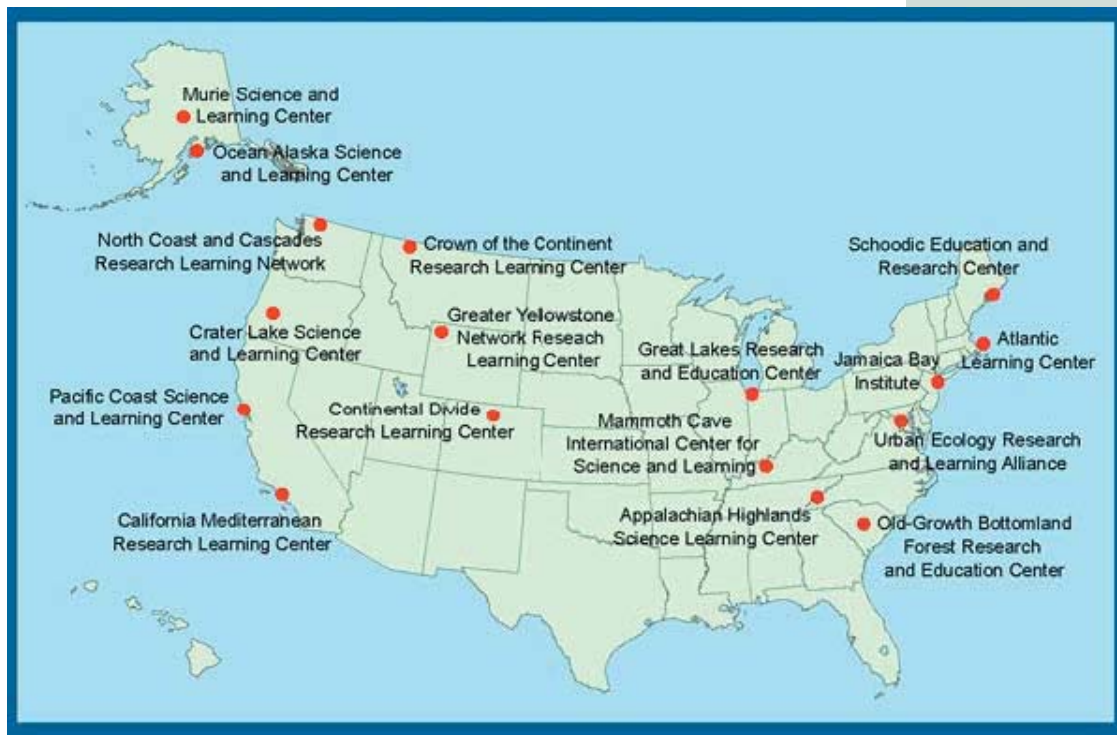 Murie Science and
Learning Center
Ocean Alaska Science
and Learning Center
North Coast and Cascades
Research Learning Network
Crown of the Continent
Research Learning Center
Schoodic Education and
Research Center
Crater Lake Science
and Learning Center
Greater Yellowstone
Network Reseach
Learning Center
Great Lakes Research
and Education Center
Atlantic
Learning Center
Jamaica Bay
Institute
Pacific Coast Science
and Learning Center
Continental Divide
Research Learning Center
Mammoth Cave
International Center for
Science and Learning
Urban Ecology Research
and Learning Alliance
California Mediterranean
Research Learning Center
Appalachian Highlands
Science Learning Center
Old-Growth Bottomland
Forest Research
and Education Center